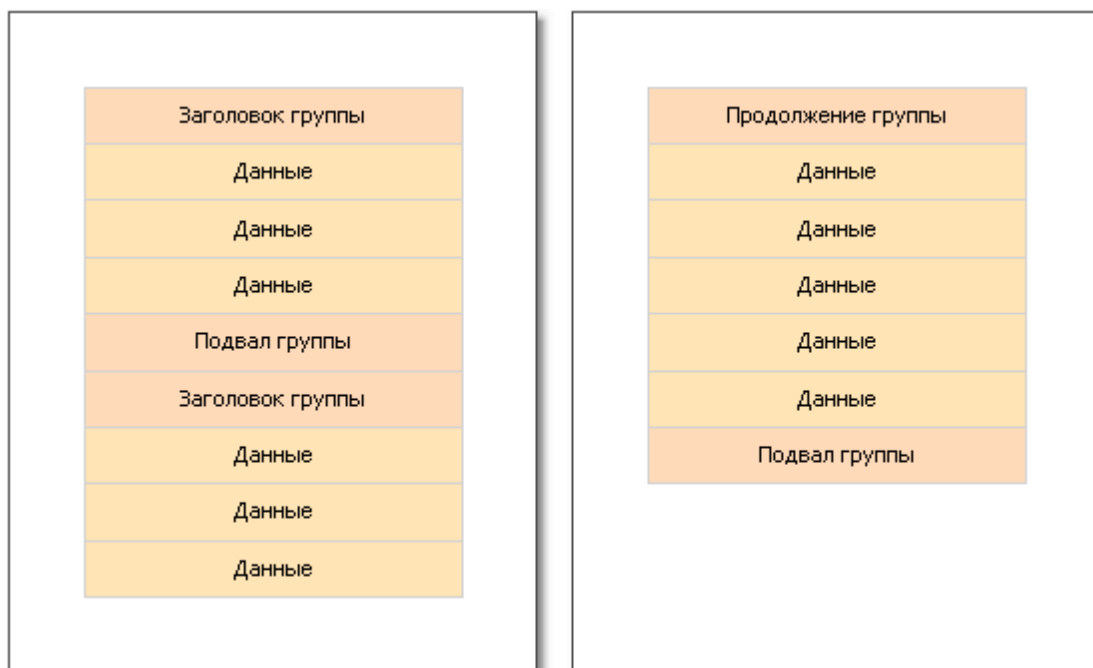 Заголовок группы
Данные
Данные
Данные
Подвал группы
Заголовок группы
Данные
Данные
Данные
Продолжение группы
Данные
Данные
Данные
Данные
Данные
Подвал группы